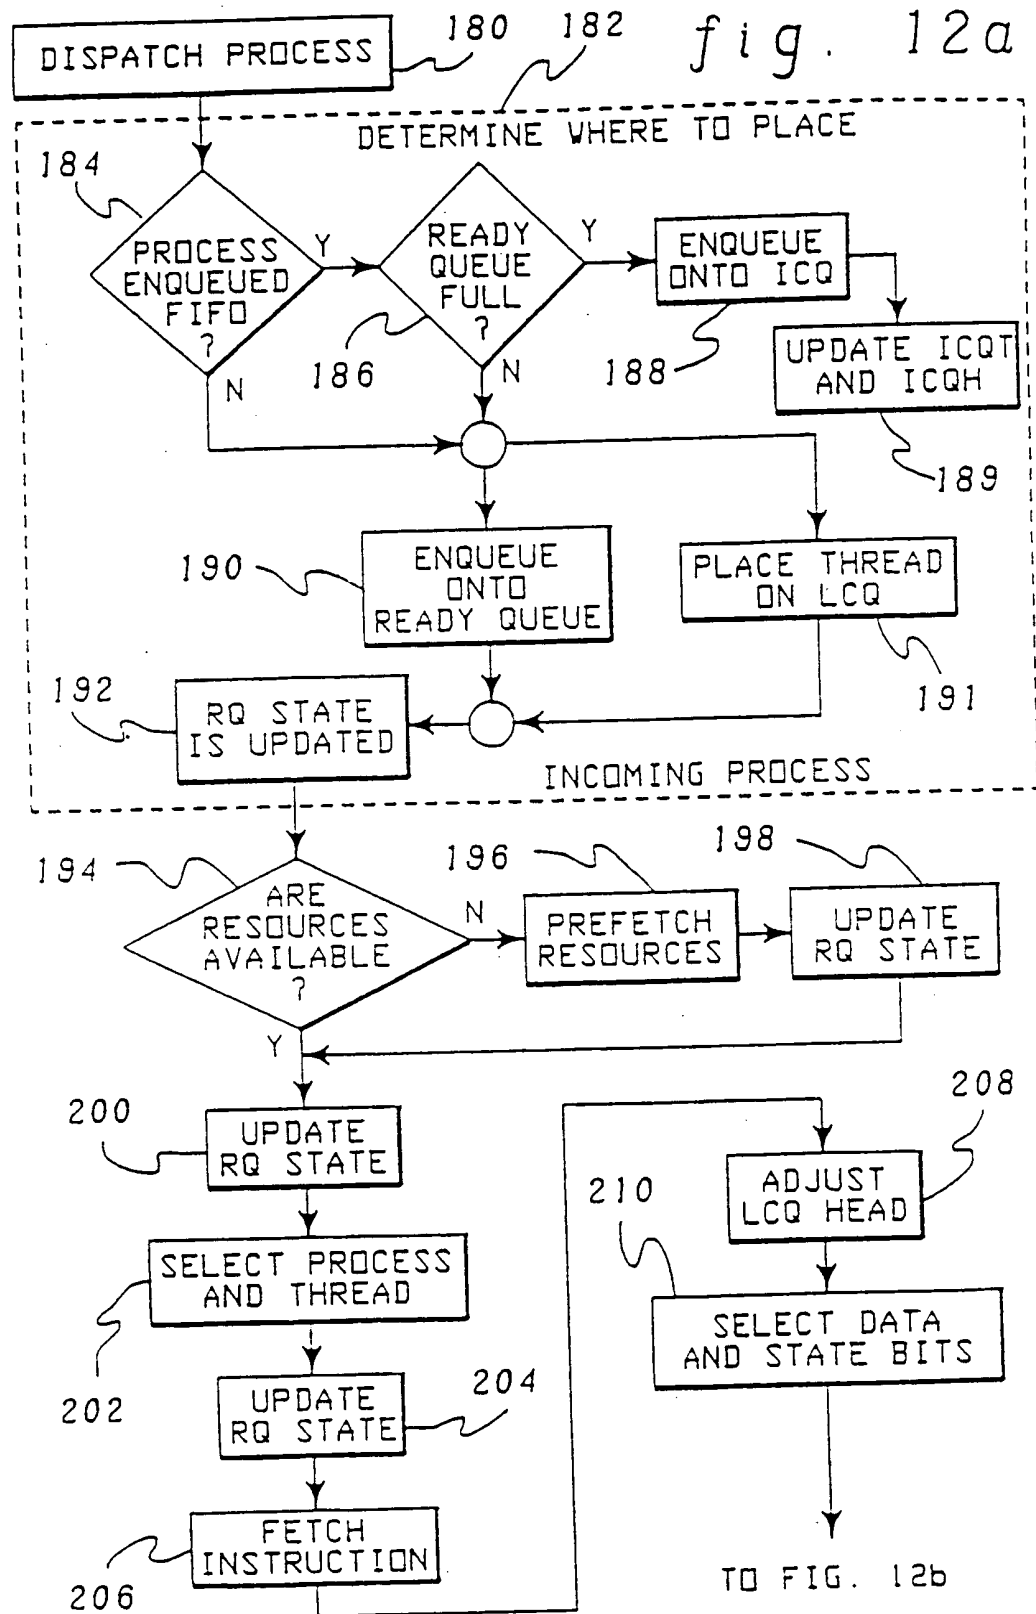 fig. 12a
180
182
DISPATCH PROCESS
DETERMINE WHERE TO PLACE
184
PROCESS
ENQUEUED
FIFO
?
Y
N
READY
QUEUE
FULL
?
Y
N
186
ENQUEUE
ONTO ICQ
188
UPDATE ICQT
AND ICQH
189
190
ENQUEUE
ONTO
READY QUEUE
PLACE THREAD
ON LCQ
191
192
RQ STATE
IS UPDATED
INCOMING PROCESS
194
ARE
RESOURCES
AVAILABLE
?
N
Y
196
PREFETCH
RESOURCES
198
UPDATE
RQ STATE
200
UPDATE
RQ STATE
202
SELECT PROCESS
AND THREAD
204
UPDATE
RQ STATE
206
FETCH
INSTRUCTION
208
ADJUST
LCQ HEAD
210
SELECT DATA
AND STATE BITS
TO FIG. 12b